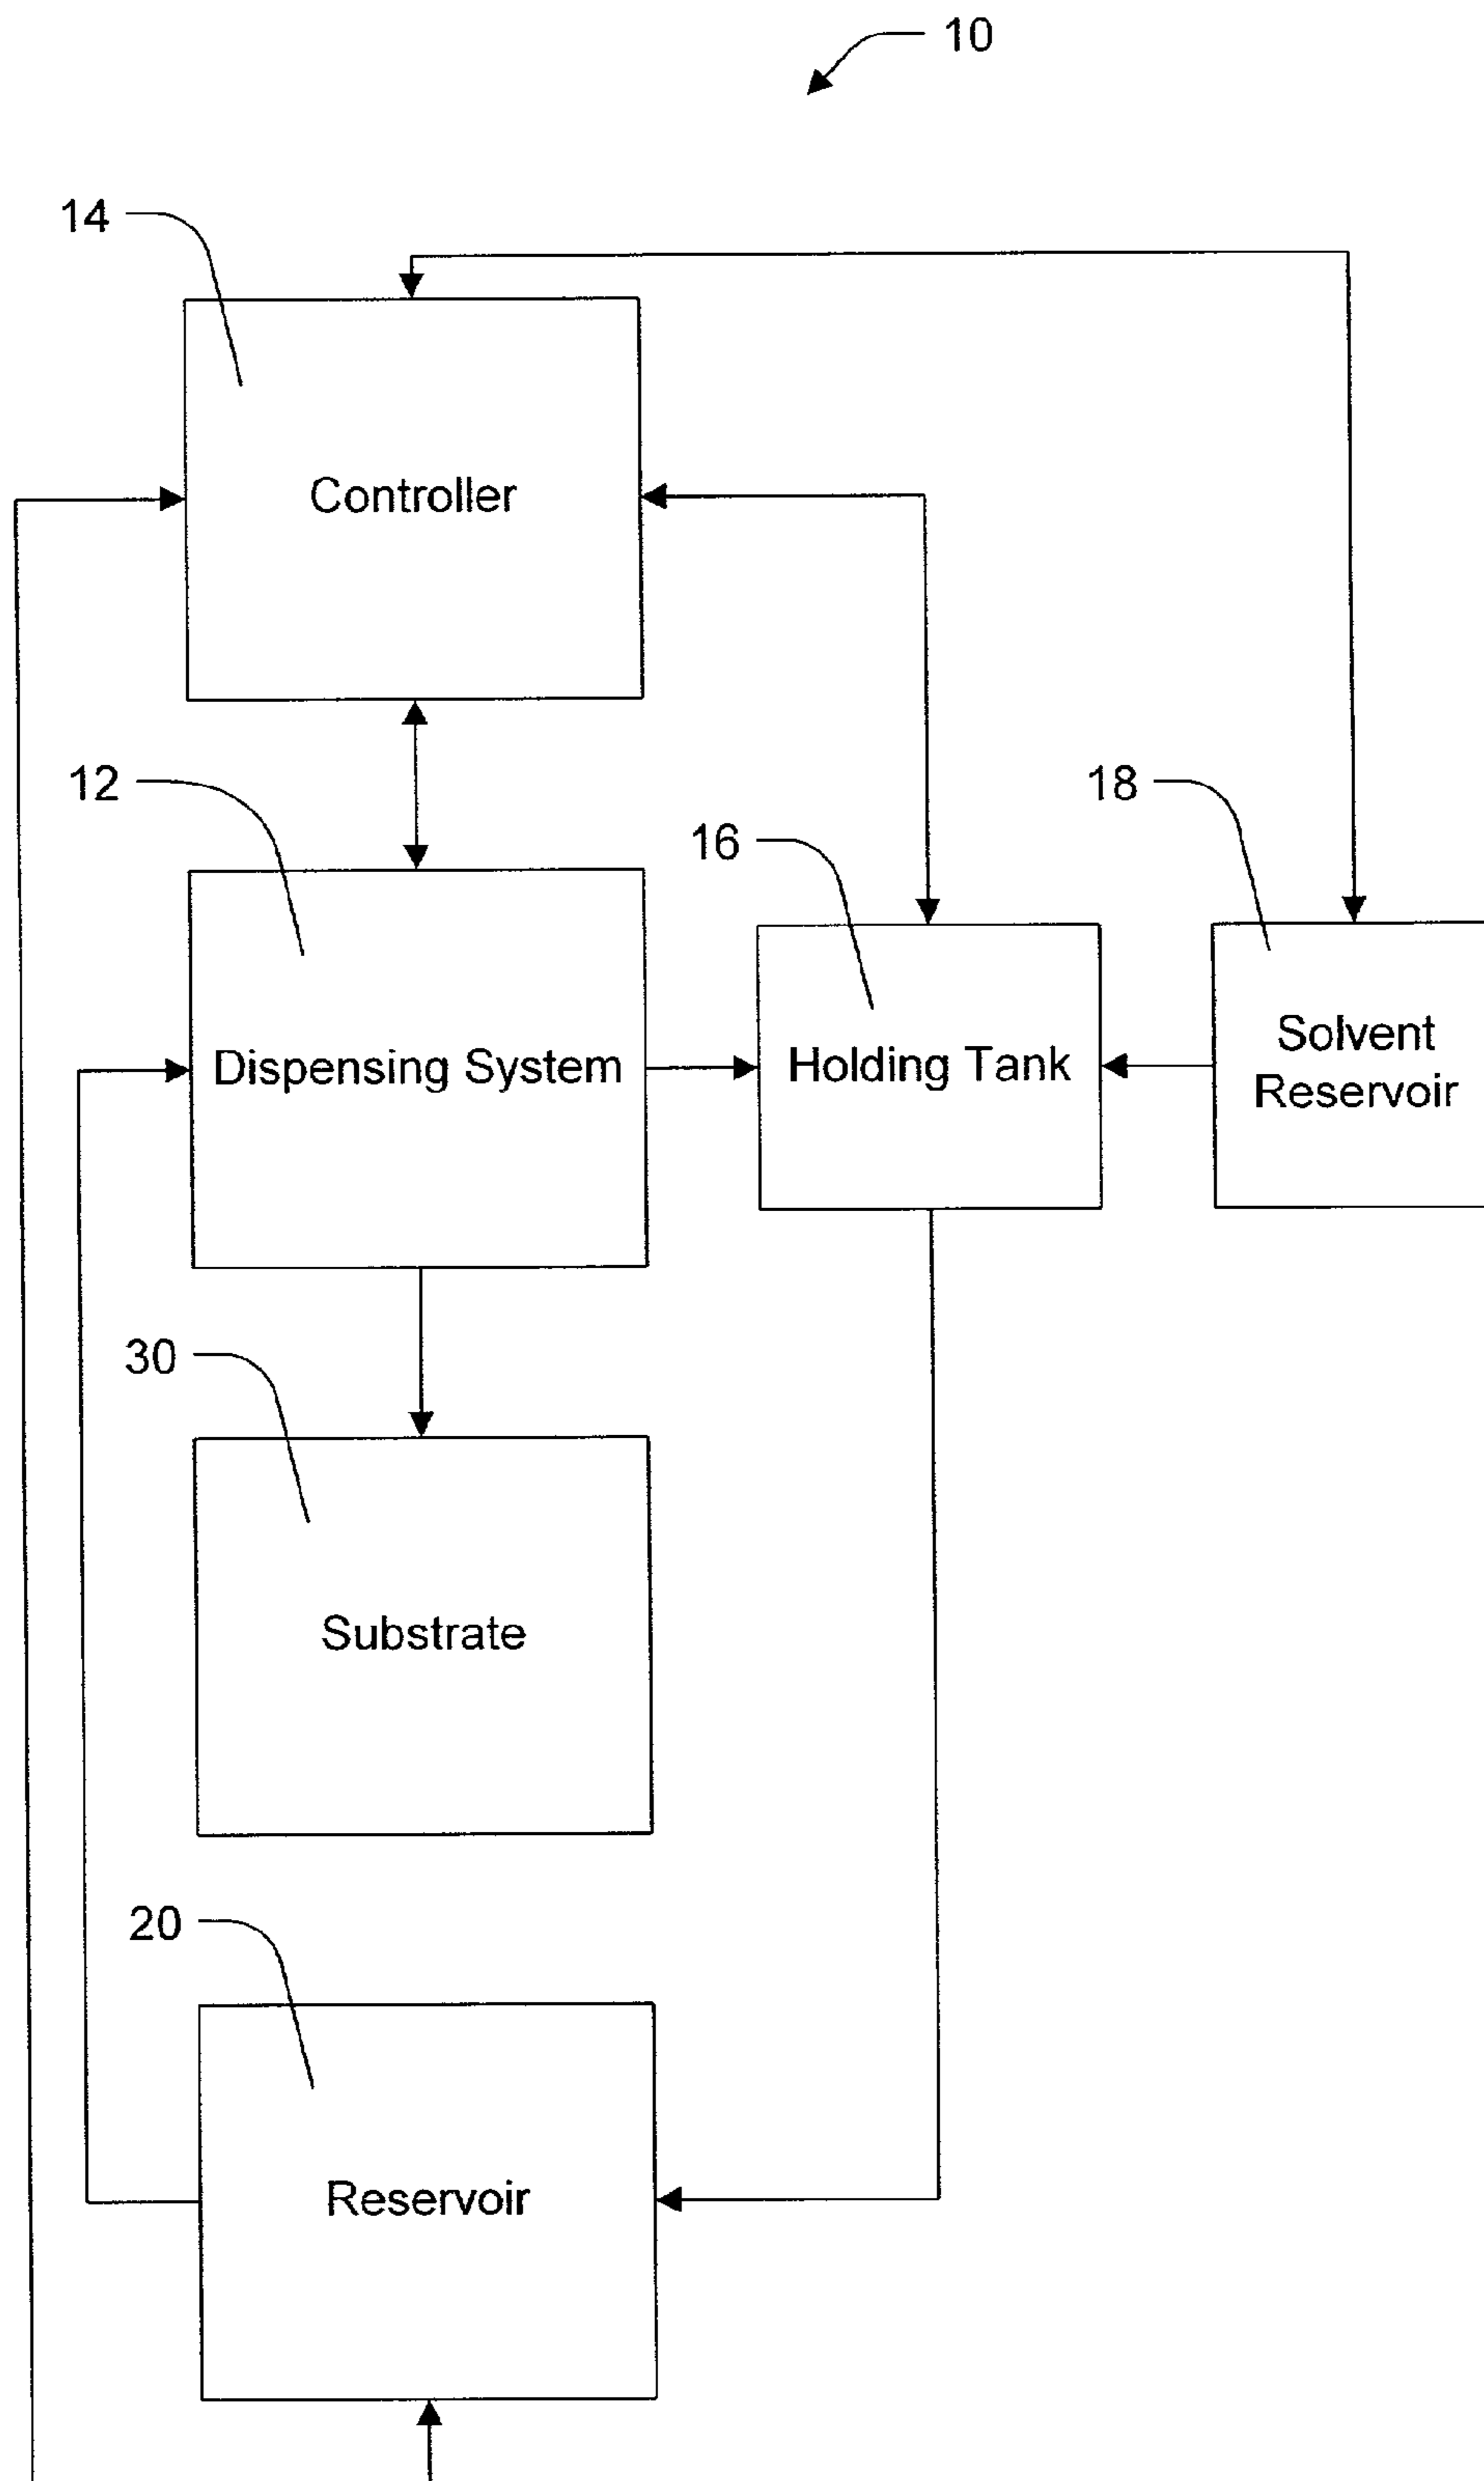 10
14
Controller
12
18
16
Dispensing System
Holding Tank
Solvent
Reservoir
30
Substrate
20
Reservoir